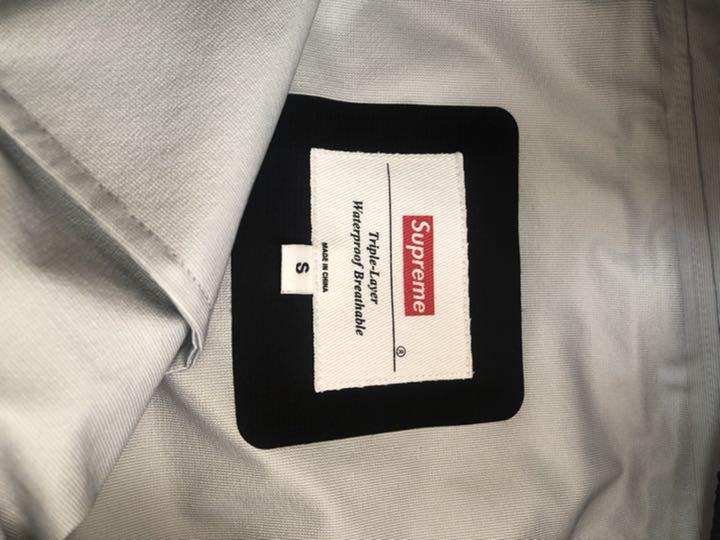 Supreme
®
Triple-Layer
Waterproof Breathable
MADE IN CHINA
S